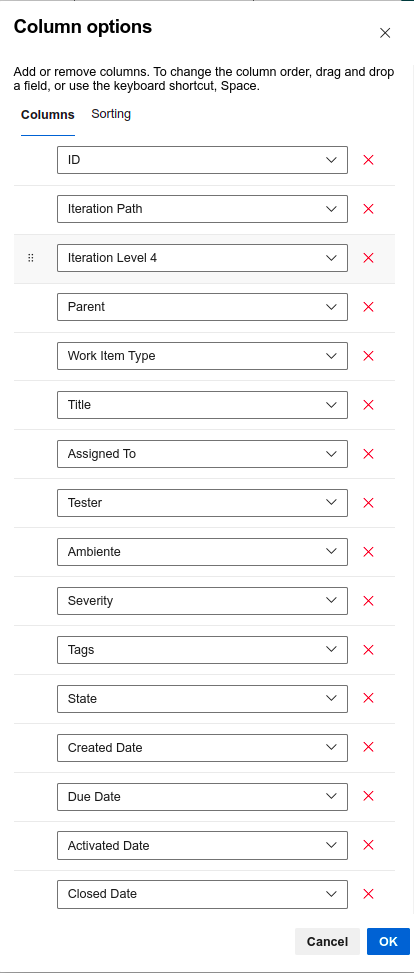 Column options
Add or remove columns. To change the column order, drag and drop
a field, or use the keyboard shortcut, Space.
Columns Sorting
ID
Iteration Path
Iteration Level 4
Parent
Work Item Type
Title
Assigned To
Tester
Ambiente
Severity
Tags
State
Created Date
Due Date
Activated Date
Closed Date
Cancel OK